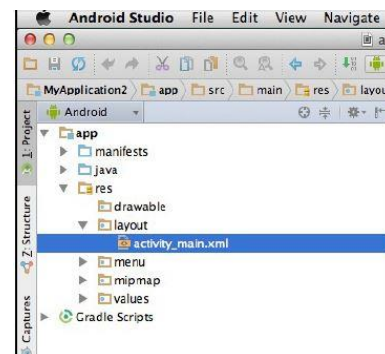 Android Studio File Edit View Navigate
a
MyApplication2 app src main res layou
Android
1: Project
app
manifests
java
res
drawable
layout
activity_main.xml
menu
mipmap
values
Gradle Scripts
Z: Structure
Captures